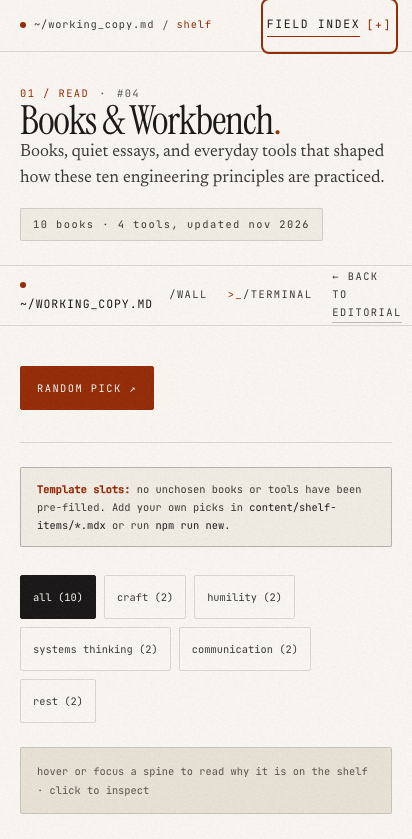 ● ~/working_copy.md / shelf
FIELD INDEX [+]
01 / READ · #04
Books & Workbench.
Books, quiet essays, and everyday tools that shaped
how these ten engineering principles are practiced.
10 books · 4 tools, updated nov 2026
● ~/WORKING_COPY.MD
/WALL
>_/TERMINAL
← BACK
TO
EDITORIAL
RANDOM PICK ↗
Template slots: no unchosen books or tools have been
pre-filled. Add your own picks in content/shelf-
items/*.mdx or run npm run new.
all (10)
craft (2)
humility (2)
systems thinking (2)
communication (2)
rest (2)
hover or focus a spine to read why it is on the shelf
· click to inspect